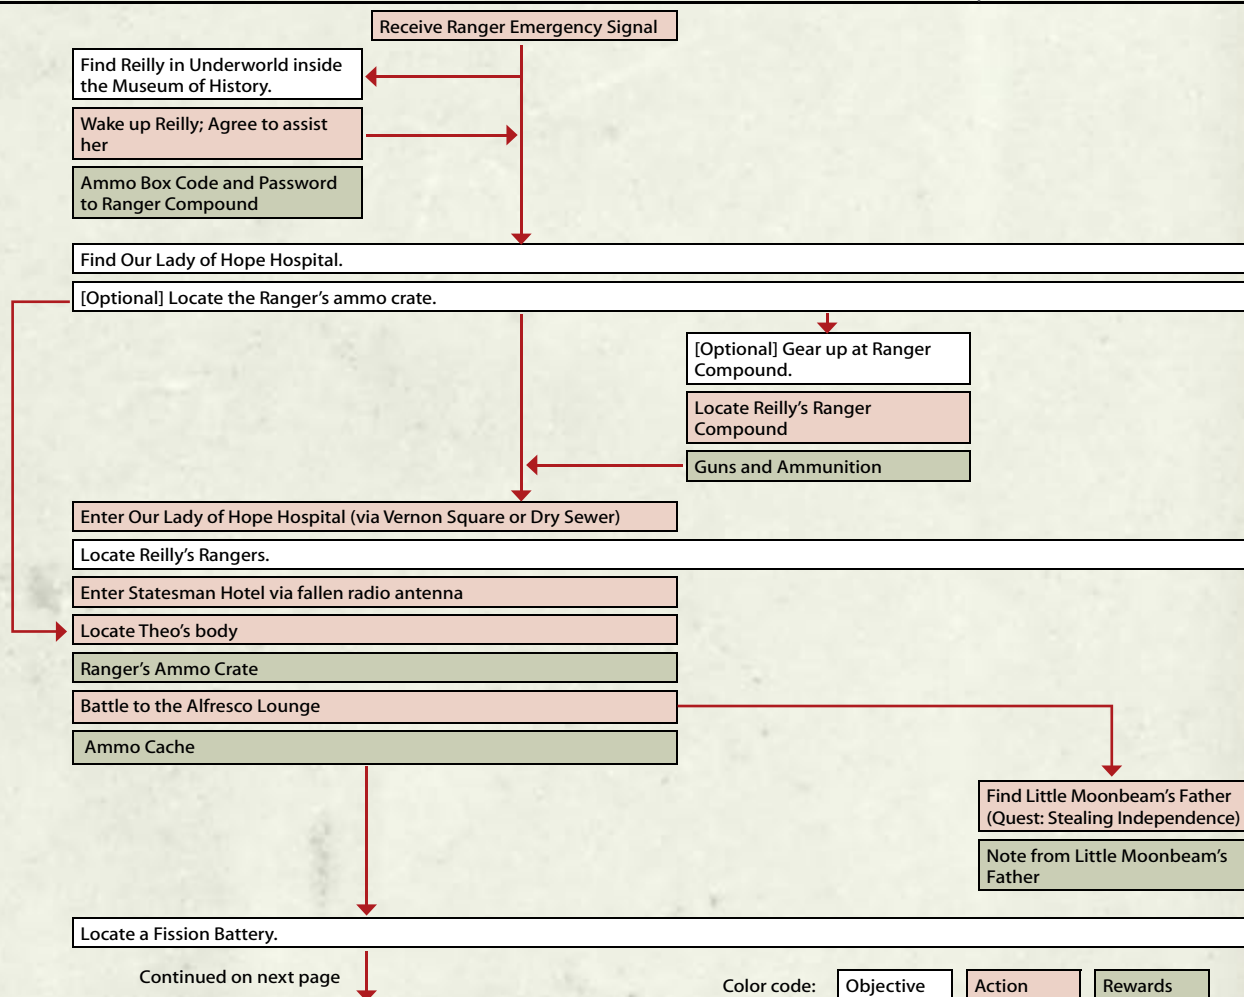 Receive Ranger Emergency Signal
Find Reilly in Underworld inside
the Museum of History.
Wake up Reilly; Agree to assist
her
Ammo Box Code and Password
to Ranger Compound
Find Our Lady of Hope Hospital.
[Optional] Locate the Ranger's ammo crate.
[Optional] Gear up at Ranger
Compound.
Locate Reilly's Ranger
Compound
Guns and Ammunition
Enter Our Lady of Hope Hospital (via Vernon Square or Dry Sewer)
Locate Reilly's Rangers.
Enter Statesman Hotel via fallen radio antenna
Locate Theo's body
Ranger's Ammo Crate
Battle to the Alfresco Lounge
Ammo Cache
Find Little Moonbeam's Father
(Quest: Stealing Independence)
Note from Little Moonbeam's
Father
Locate a Fission Battery.
Continued on next page
Color code: Objective Action Rewards